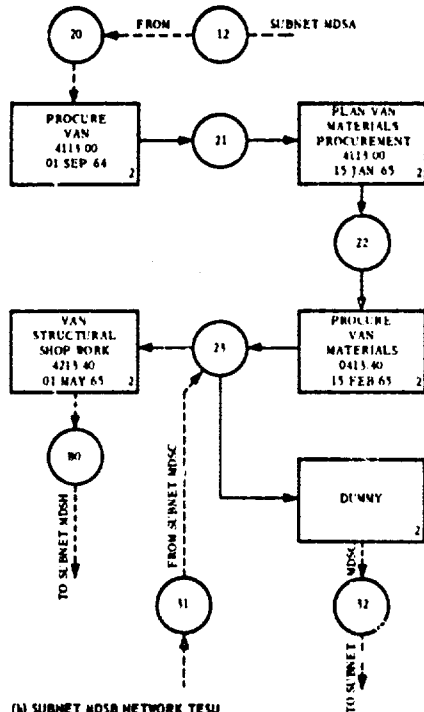 20
FROM
12
SUBNET MDSA
PROCURE
VAN
4113.00
01 SEP 64
2
21
PLAN VAN
MATERIALS
PROCUREMENT
4113.00
15 JAN 65
2
22
VAN
STRUCTURAL
SHOP WORK
4213.40
01 MAY 65
2
23
PROCURE
VAN
MATERIALS
0413.40
15 FEB 65
2
80
TO SUBNET MDSH
FROM SUBNET MDSC
DUMMY
2
31
MDSC
32
TO SUBNET
(b) SUBNET MDSB NETWORK TESU